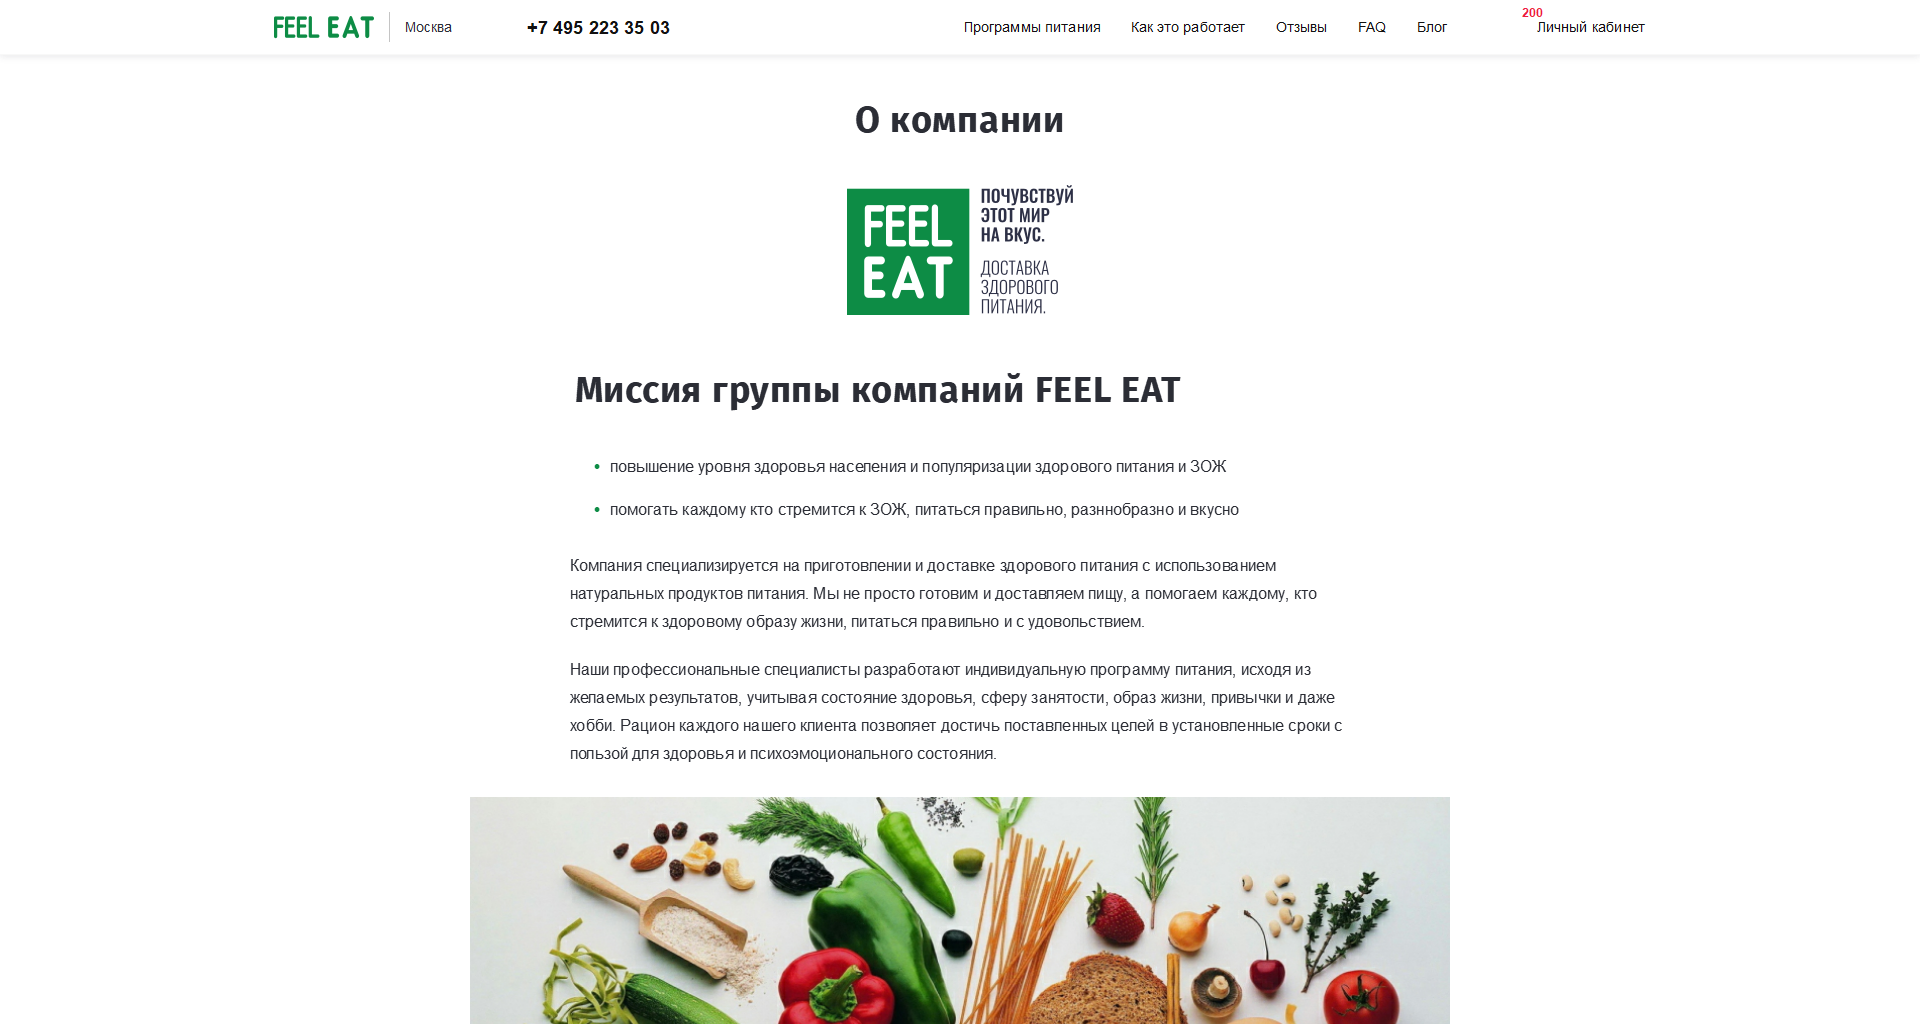 FEEL EAT
Москва
+7 495 223 35 03
Программы питания
Как это работает
Отзывы
FAQ
Блог
200
Личный кабинет
О компании
FEEL
EAT
ПОЧУВСТВУЙ
ЭТОТ МИР
НА ВКУС.
ДОСТАВКА
ЗДОРОВОГО
ПИТАНИЯ.
Миссия группы компаний FEEL EAT
• повышение уровня здоровья населения и популяризации здорового питания и ЗОЖ
• помогать каждому кто стремится к ЗОЖ, питаться правильно, разннобразно и вкусно
Компания специализируется на приготовлении и доставке здорового питания с использованием
натуральных продуктов питания. Мы не просто готовим и доставляем пищу, а помогаем каждому, кто
стремится к здоровому образу жизни, питаться правильно и с удовольствием.
Наши профессиональные специалисты разработают индивидуальную программу питания, исходя из
желаемых результатов, учитывая состояние здоровья, сферу занятости, образ жизни, привычки и даже
хобби. Рацион каждого нашего клиента позволяет достичь поставленных целей в установленные сроки с
пользой для здоровья и психоэмоционального состояния.